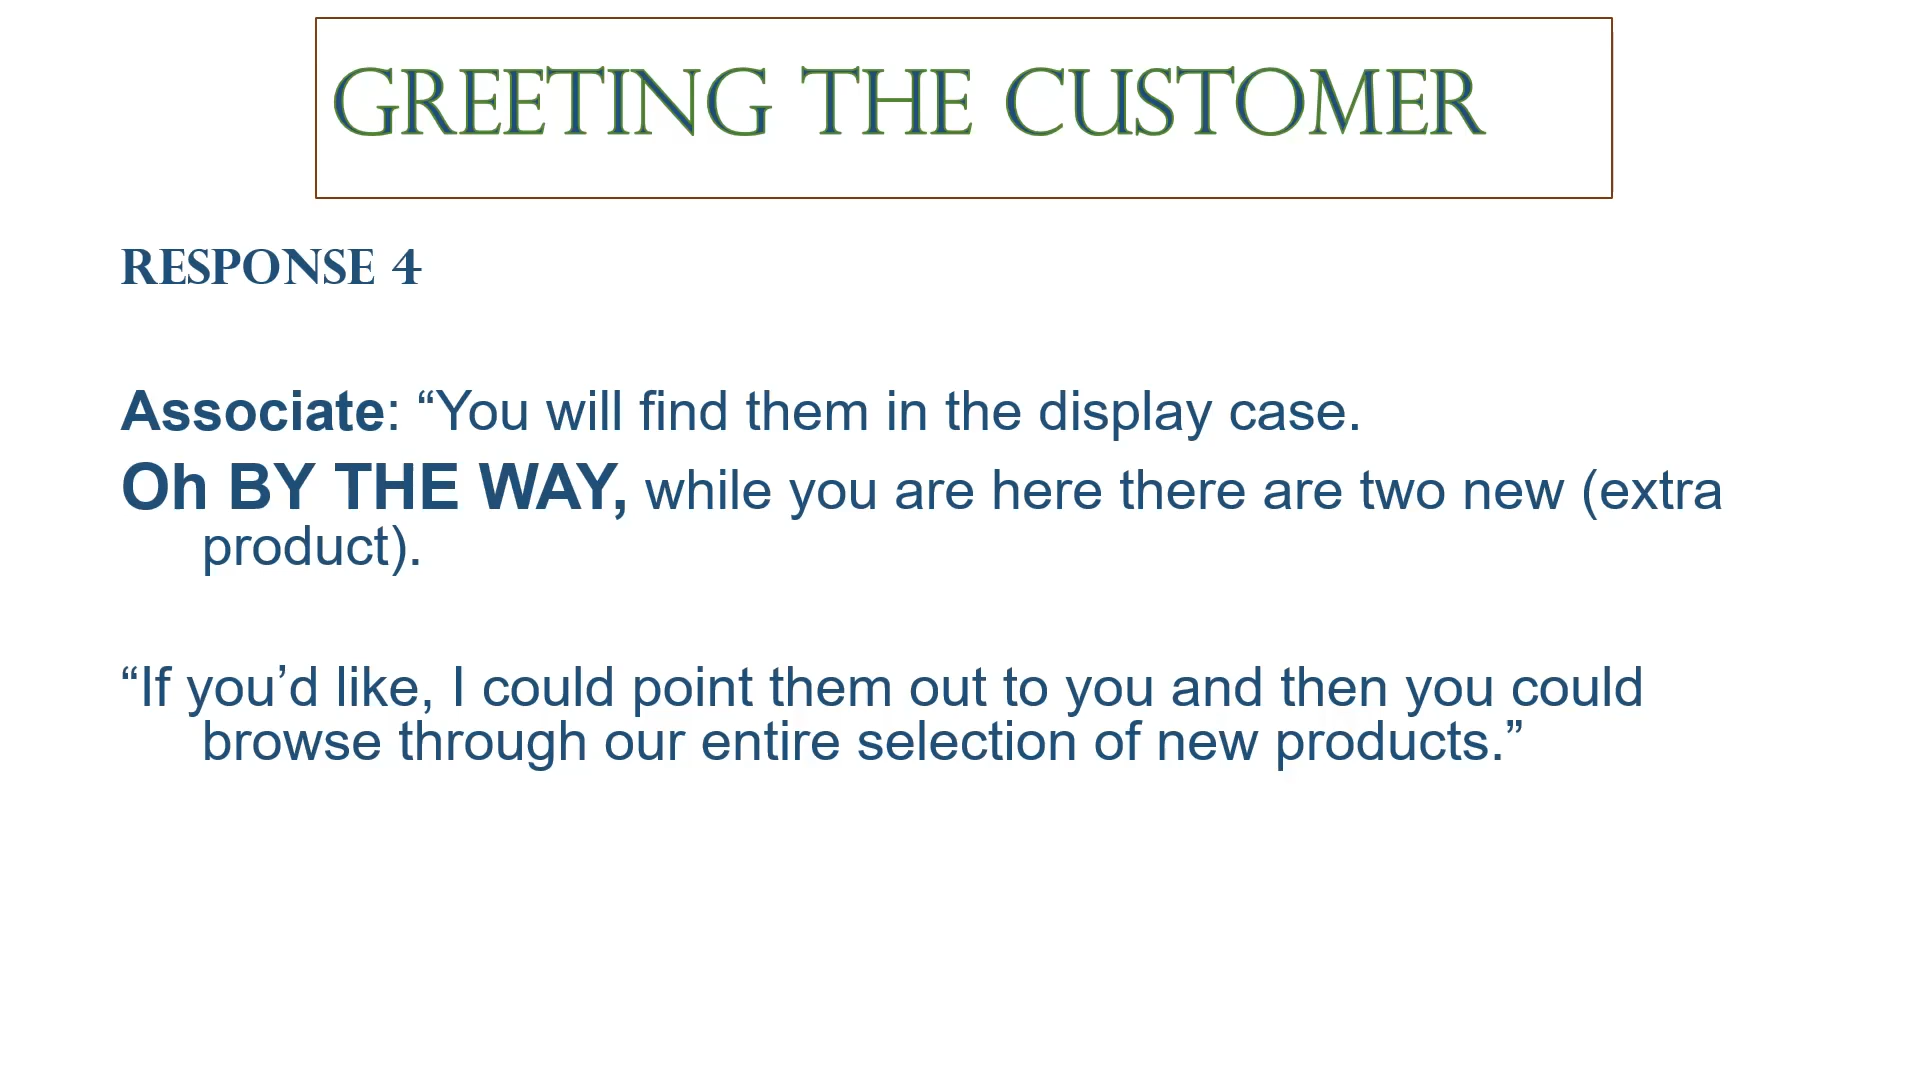 GREETING THE CUSTOMER
RESPONSE 4
Associate: “You will find them in the display case.
Oh BY THE WAY, while you are here there are two new (extra
product).
“If you’d like, I could point them out to you and then you could
browse through our entire selection of new products.”